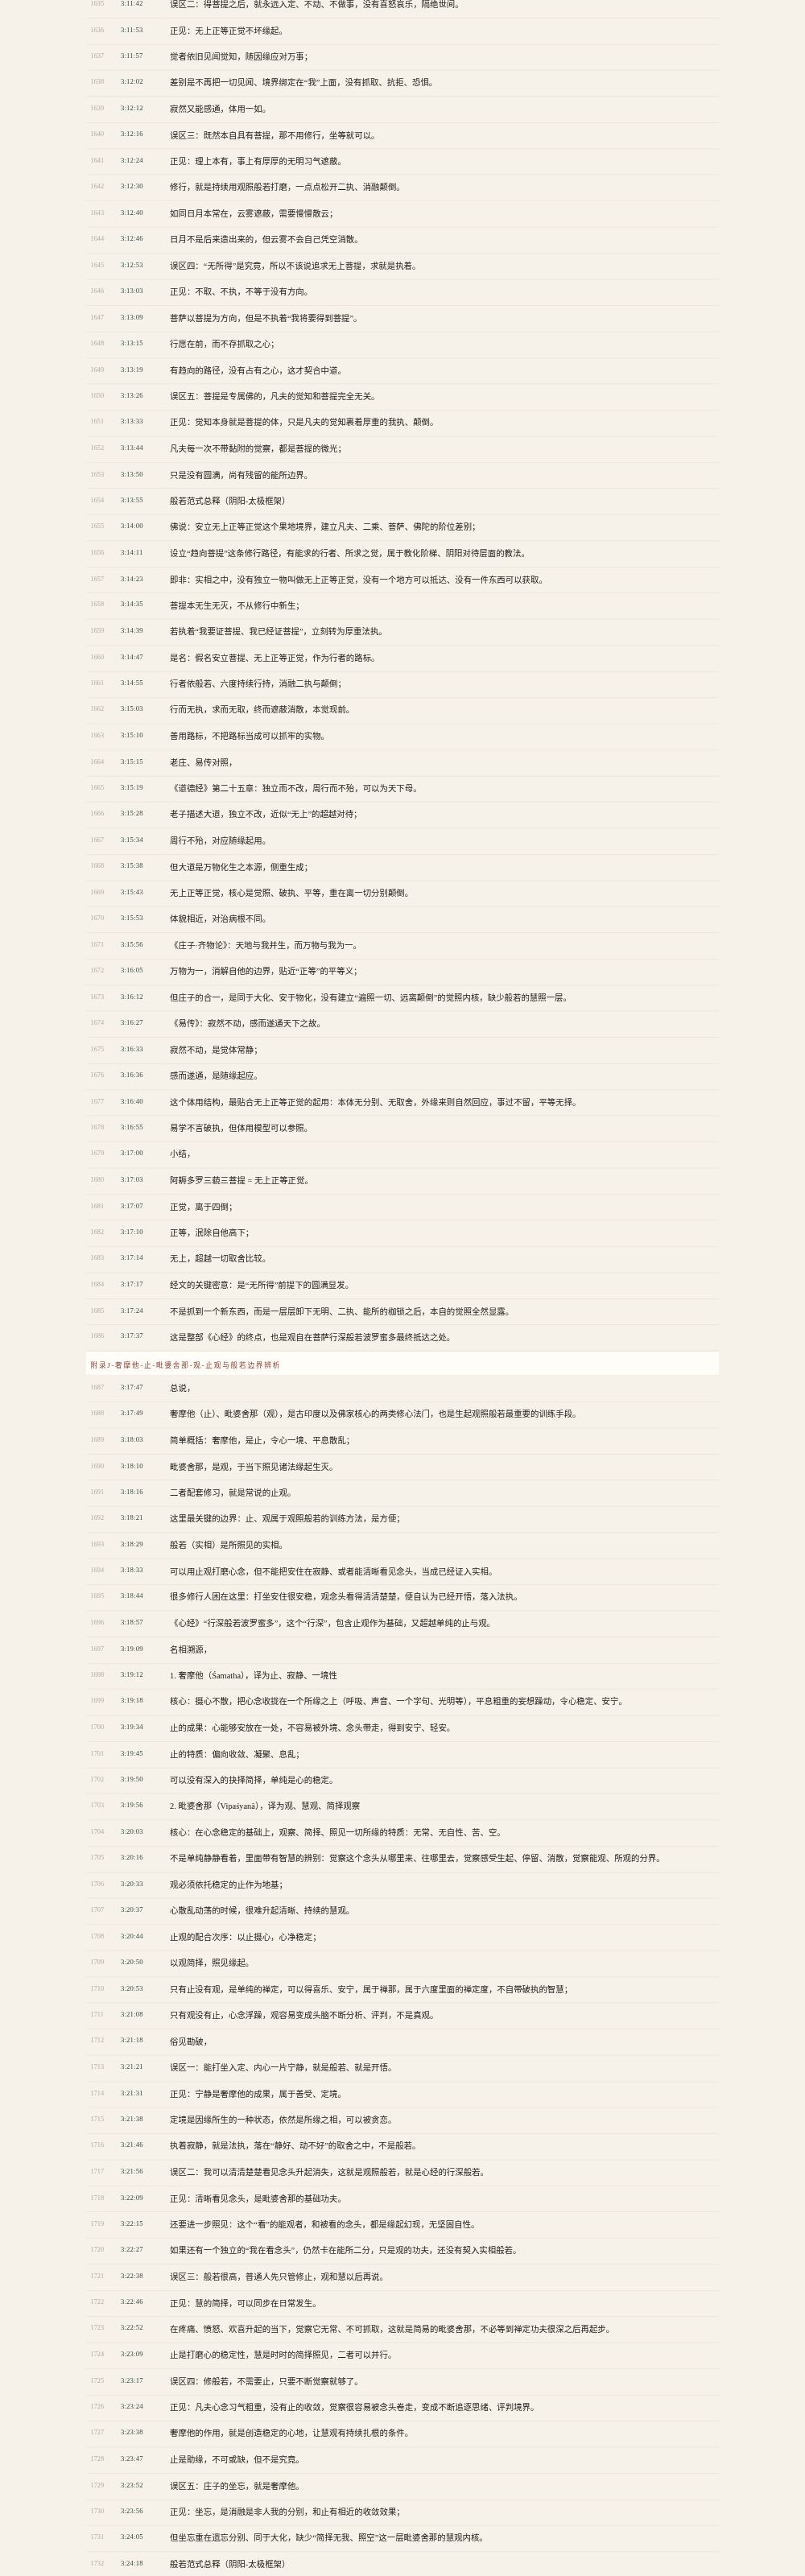 1635 3:11:42 误区二：得菩提之后，就永远入定、不动、不做事，没有喜怒哀乐，隔绝世间。
1636 3:11:53 正见：无上正等正觉不坏缘起。
1637 3:11:57 觉者依旧见闻觉知，随因缘应对万事；
1638 3:12:02 差别是不再把一切见闻、境界绑定在“我”上面，没有抓取、抗拒、恐惧。
1639 3:12:12 寂然又能感通，体用一如。
1640 3:12:16 误区三：既然本自具有菩提，那不用修行，坐等就可以。
1641 3:12:24 正见：理上本有，事上有厚厚的无明习气遮蔽。
1642 3:12:30 修行，就是持续用观照般若打磨，一点点松开二执、消融颠倒。
1643 3:12:40 如同日月本常在，云雾遮蔽，需要慢慢散云；
1644 3:12:46 日月不是后来造出来的，但云雾不会自己凭空消散。
1645 3:12:53 误区四：“无所得”是究竟，所以不该说追求无上菩提，求就是执着。
1646 3:13:03 正见：不取、不执，不等于没有方向。
1647 3:13:09 菩萨以菩提为方向，但是不执着“我将要得到菩提”。
1648 3:13:15 行愿在前，而不存抓取之心；
1649 3:13:19 有趣向的路径，没有占有之心，这才契合中道。
1650 3:13:26 误区五：菩提是专属佛的，凡夫的觉知和菩提完全无关。
1651 3:13:33 正见：觉知本身就是菩提的体，只是凡夫的觉知裹着厚重的我执、颠倒。
1652 3:13:44 凡夫每一次不带黏附的觉察，都是菩提的微光；
1653 3:13:50 只是没有圆满，尚有残留的能所边界。
1654 3:13:55 般若范式总释（阴阳-太极框架）
1655 3:14:00 佛说：安立无上正等正觉这个果地境界，建立凡夫、二乘、菩萨、佛陀的阶位差别；
1656 3:14:11 设立“趣向菩提”这条修行路径，有能求的行者、所求之觉，属于教化阶梯、阴阳对待层面的教法。
1657 3:14:23 即非：实相之中，没有独立一物叫做无上正等正觉，没有一个地方可以抵达、没有一件东西可以获取。
1658 3:14:35 菩提本无生无灭，不从修行中新生；
1659 3:14:39 若执着“我要证菩提、我已经证菩提”，立刻转为厚重法执。
1660 3:14:47 是名：假名安立菩提、无上正等正觉，作为行者的路标。
1661 3:14:55 行者依般若、六度持续行持，消融二执与颠倒；
1662 3:15:03 行而无执，求而无取，终而遮蔽消散，本觉现前。
1663 3:15:10 善用路标，不把路标当成可以抓牢的实物。
1664 3:15:15 老庄、易传对照，
1665 3:15:19 《道德经》第二十五章：独立而不改，周行而不殆，可以为天下母。
1666 3:15:28 老子描述大道，独立不改，近似“无上”的超越对待；
1667 3:15:34 周行不殆，对应随缘起用。
1668 3:15:38 但大道是万物化生之本源，侧重生成；
1669 3:15:43 无上正等正觉，核心是觉照、破执、平等，重在离一切分别颠倒。
1670 3:15:53 体貌相近，对治病根不同。
1671 3:15:56 《庄子·齐物论》：天地与我并生，而万物与我为一。
1672 3:16:05 万物为一，消解自他的边界，贴近“正等”的平等义；
1673 3:16:12 但庄子的合一，是同于大化、安于物化，没有建立“遍照一切、远离颠倒”的觉照内核，缺少般若的慧照一层。
1674 3:16:27 《易传》：寂然不动，感而遂通天下之故。
1675 3:16:33 寂然不动，是觉体常静；
1676 3:16:36 感而遂通，是随缘起应。
1677 3:16:40 这个体用结构，最贴合无上正等正觉的起用：本体无分别、无取舍，外缘来则自然回应，事过不留，平等无择。
1678 3:16:55 易学不言破执，但体用模型可以参照。
1679 3:17:00 小结，
1680 3:17:03 阿耨多罗三藐三菩提 = 无上正等正觉。
1681 3:17:07 正觉，离于四倒；
1682 3:17:10 正等，泯除自他高下；
1683 3:17:14 无上，超越一切取舍比较。
1684 3:17:17 经文的关键密意：是“无所得”前提下的圆满显发。
1685 3:17:24 不是抓到一个新东西，而是一层层卸下无明、二执、能所的枷锁之后，本自的觉照全然显露。
1686 3:17:37 这是整部《心经》的终点，也是观自在菩萨行深般若波罗蜜多最终抵达之处。
附录J-奢摩他-止-毗婆舍那-观-止观与般若边界辨析
1687 3:17:47 总说，
1688 3:17:49 奢摩他（止）、毗婆舍那（观），是古印度以及佛家核心的两类修心法门，也是生起观照般若最重要的训练手段。
1689 3:18:03 简单概括：奢摩他，是止，令心一境、平息散乱；
1690 3:18:10 毗婆舍那，是观，于当下照见诸法缘起生灭。
1691 3:18:16 二者配套修习，就是常说的止观。
1692 3:18:21 这里最关键的边界：止、观属于观照般若的训练方法，是方便；
1693 3:18:29 般若（实相）是所照见的实相。
1694 3:18:33 可以用止观打磨心念，但不能把安住在寂静、或者能清晰看见念头，当成已经证入实相。
1695 3:18:44 很多修行人困在这里：打坐安住很安稳，观念头看得清清楚楚，便自认为已经开悟，落入法执。
1696 3:18:57 《心经》“行深般若波罗蜜多”，这个“行深”，包含止观作为基础，又超越单纯的止与观。
1697 3:19:09 名相溯源，
1698 3:19:12 1. 奢摩他（Śamatha），译为止、寂静、一境性
1699 3:19:18 核心：摄心不散，把心念收拢在一个所缘之上（呼吸、声音、一个字句、光明等），平息粗重的妄想躁动，令心稳定、安宁。
1700 3:19:34 止的成果：心能够安放在一处，不容易被外境、念头带走，得到安宁、轻安。
1701 3:19:45 止的特质：偏向收敛、凝聚、息乱；
1702 3:19:50 可以没有深入的抉择简择，单纯是心的稳定。
1703 3:19:56 2. 毗婆舍那（Vipaśyanā），译为观、慧观、简择观察
1704 3:20:03 核心：在心念稳定的基础上，观察、简择、照见一切所缘的特质：无常、无自性、苦、空。
1705 3:20:16 不是单纯静静看着，里面带有智慧的辨别：觉察这个念头从哪里来、往哪里去，觉察感受生起、停留、消散，觉察能观、所观的分界。
1706 3:20:33 观必须依托稳定的止作为地基；
1707 3:20:37 心散乱动荡的时候，很难升起清晰、持续的慧观。
1708 3:20:44 止观的配合次序：以止摄心，心净稳定；
1709 3:20:50 以观简择，照见缘起。
1710 3:20:53 只有止没有观，是单纯的禅定，可以得喜乐、安宁，属于禅那，属于六度里面的禅定度，不自带破执的智慧；
1711 3:21:08 只有观没有止，心念浮躁，观容易变成头脑不断分析、评判，不是真观。
1712 3:21:18 俗见勘破，
1713 3:21:21 误区一：能打坐入定、内心一片宁静，就是般若、就是开悟。
1714 3:21:31 正见：宁静是奢摩他的成果，属于善受、定境。
1715 3:21:38 定境是因缘所生的一种状态，依然是所缘之相，可以被贪恋。
1716 3:21:46 执着寂静，就是法执，落在“静好、动不好”的取舍之中，不是般若。
1717 3:21:56 误区二：我可以清清楚楚看见念头升起消失，这就是观照般若，就是心经的行深般若。
1718 3:22:09 正见：清晰看见念头，是毗婆舍那的基础功夫。
1719 3:22:15 还要进一步照见：这个“看”的能观者，和被看的念头，都是缘起幻现，无坚固自性。
1720 3:22:27 如果还有一个独立的“我在看念头”，仍然卡在能所二分，只是观的功夫，还没有契入实相般若。
1721 3:22:38 误区三：般若很高，普通人先只管修止，观和慧以后再说。
1722 3:22:46 正见：慧的简择，可以同步在日常发生。
1723 3:22:52 在疼痛、愤怒、欢喜升起的当下，觉察它无常、不可抓取，这就是简易的毗婆舍那，不必等到禅定功夫很深之后再起步。
1724 3:23:09 止是打磨心的稳定性，慧是时时的简择照见，二者可以并行。
1725 3:23:17 误区四：修般若，不需要止，只要不断觉察就够了。
1726 3:23:24 正见：凡夫心念习气粗重，没有止的收敛，觉察很容易被念头卷走，变成不断追逐思绪、评判境界。
1727 3:23:38 奢摩他的作用，就是创造稳定的心地，让慧观有持续扎根的条件。
1728 3:23:47 止是助缘，不可或缺，但不是究竟。
1729 3:23:52 误区五：庄子的坐忘，就是奢摩他。
1730 3:23:56 正见：坐忘，是消融是非人我的分别，和止有相近的收敛效果；
1731 3:24:05 但坐忘重在遗忘分别、同于大化，缺少“简择无我、照空”这一层毗婆舍那的慧观内核。
1732 3:24:18 般若范式总释（阴阳-太极框架）